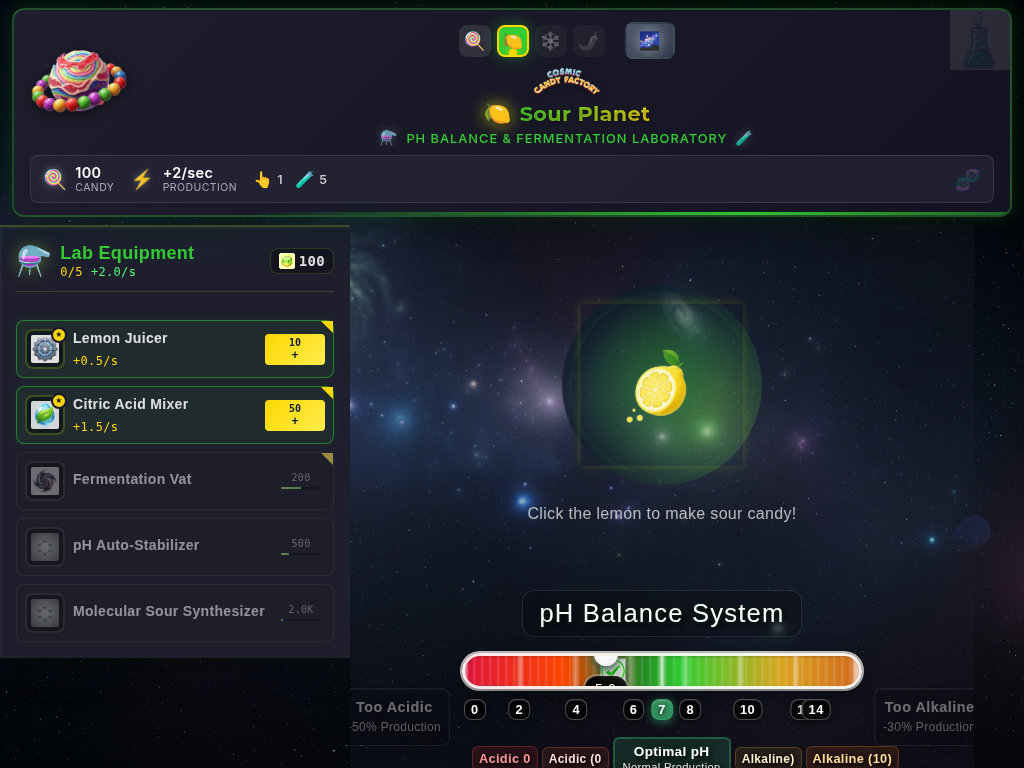 COSMIC
CANDY FACTORY
Sour Planet
PH BALANCE & FERMENTATION LABORATORY
100
CANDY
+2/sec
PRODUCTION
1
5
Lab Equipment
0/5 +2.0/s
100
Lemon Juicer
+0.5/s
10
+
Citric Acid Mixer
+1.5/s
50
+
Fermentation Vat
200
pH Auto-Stabilizer
500
Molecular Sour Synthesizer
2.0K
Click the lemon to make sour candy!
pH Balance System
0 2 4 6 7 8 10 14
Too Acidic
-50% Production
Too Alkaline
-30% Production
Acidic 0
Acidic (0
Optimal pH
Normal Production
Alkaline)
Alkaline (10)